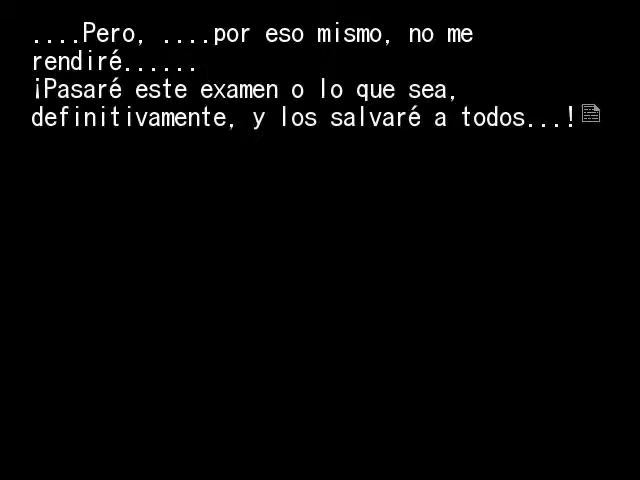 ....Pero, ....por eso mismo, no me
rendiré......
¡Pasaré este examen o lo que sea,
definitivamente, y los salvaré a todos...!